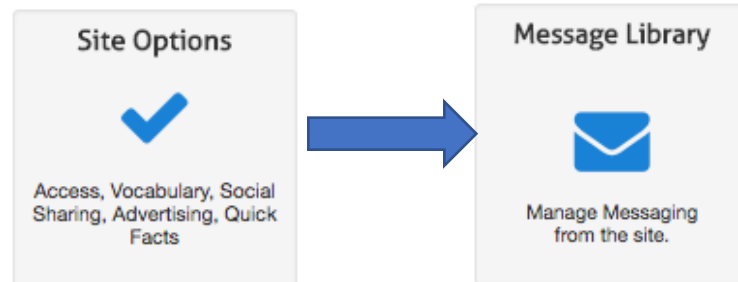 Site Options
Access, Vocabulary, Social
Sharing, Advertising, Quick
Facts
Message Library
Manage Messaging
from the site.